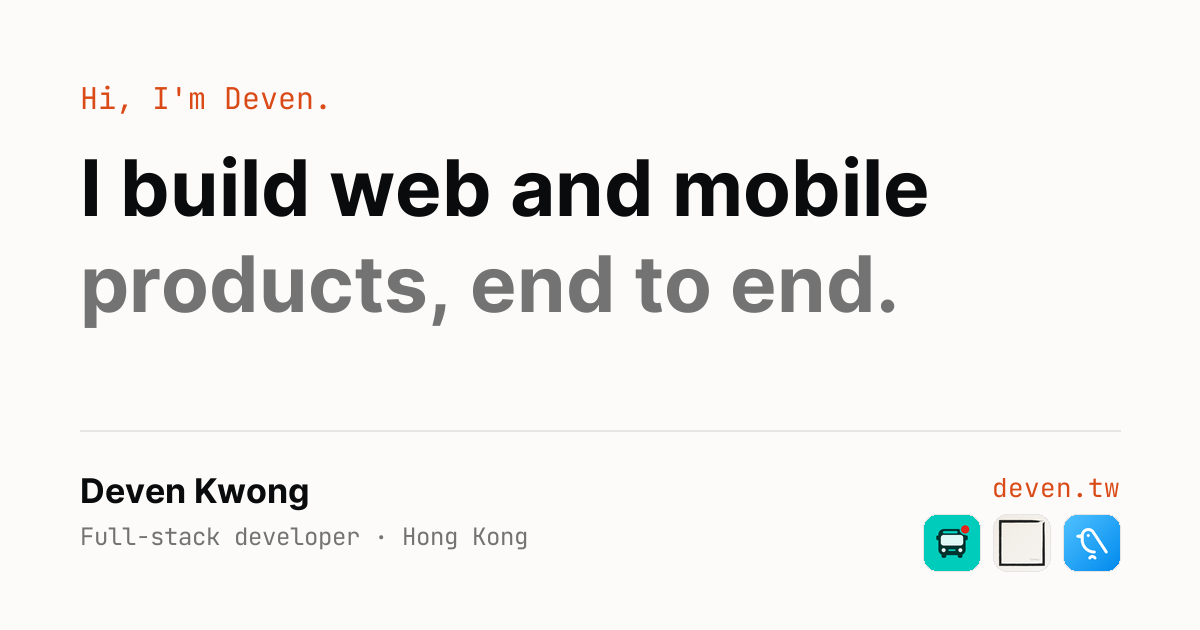 Hi, I'm Deven.
I build web and mobile
products, end to end.
Deven Kwong
Full-stack developer · Hong Kong
deven.tw